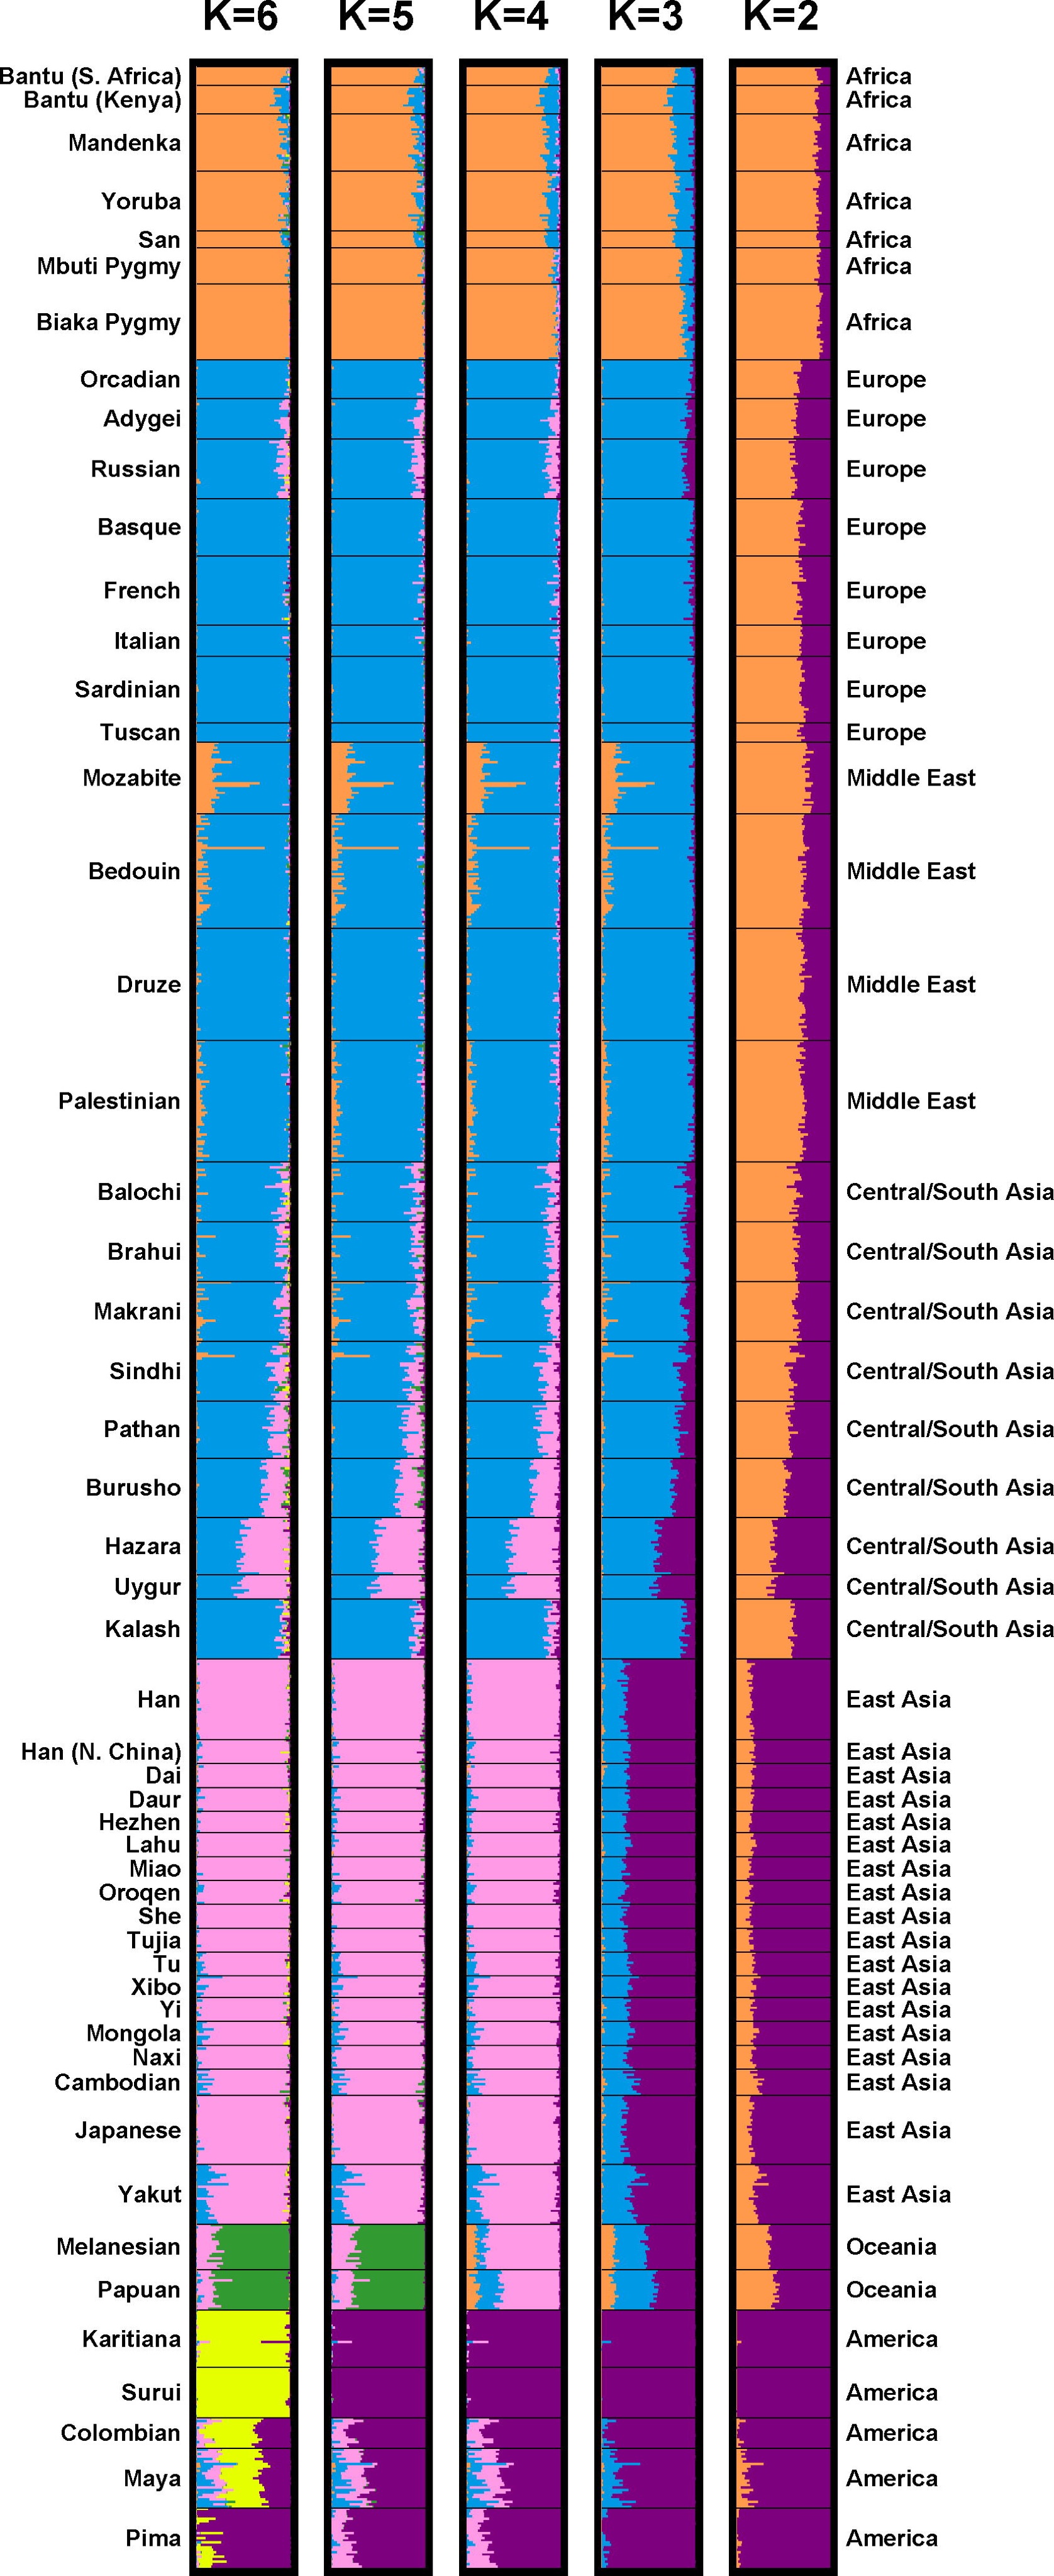 K=6 K=5 K=4 K=3 K=2
Bantu (S. Africa) Africa
Bantu (Kenya) Africa
Mandenka Africa
Yoruba Africa
San Africa
Mbuti Pygmy Africa
Biaka Pygmy Africa
Orcadian Europe
Adygei Europe
Russian Europe
Basque Europe
French Europe
Italian Europe
Sardinian Europe
Tuscan Europe
Mozabite Middle East
Bedouin Middle East
Druze Middle East
Palestinian Middle East
Balochi Central/South Asia
Brahui Central/South Asia
Makrani Central/South Asia
Sindhi Central/South Asia
Pathan Central/South Asia
Burusho Central/South Asia
Hazara Central/South Asia
Uygur Central/South Asia
Kalash Central/South Asia
Han East Asia
Han (N. China) East Asia
Dai East Asia
Daur East Asia
Hezhen East Asia
Lahu East Asia
Miao East Asia
Oroqen East Asia
She East Asia
Tujia East Asia
Tu East Asia
Xibo East Asia
Yi East Asia
Mongola East Asia
Naxi East Asia
Cambodian East Asia
Japanese East Asia
Yakut East Asia
Melanesian Oceania
Papuan Oceania
Karitiana America
Surui America
Colombian America
Maya America
Pima America